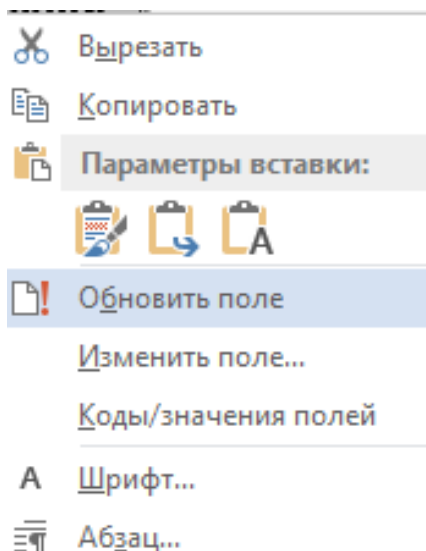 Вырезать
Копировать
Параметры вставки:
Обновить поле
Изменить поле...
Коды/значения полей
Шрифт...
Абзац...